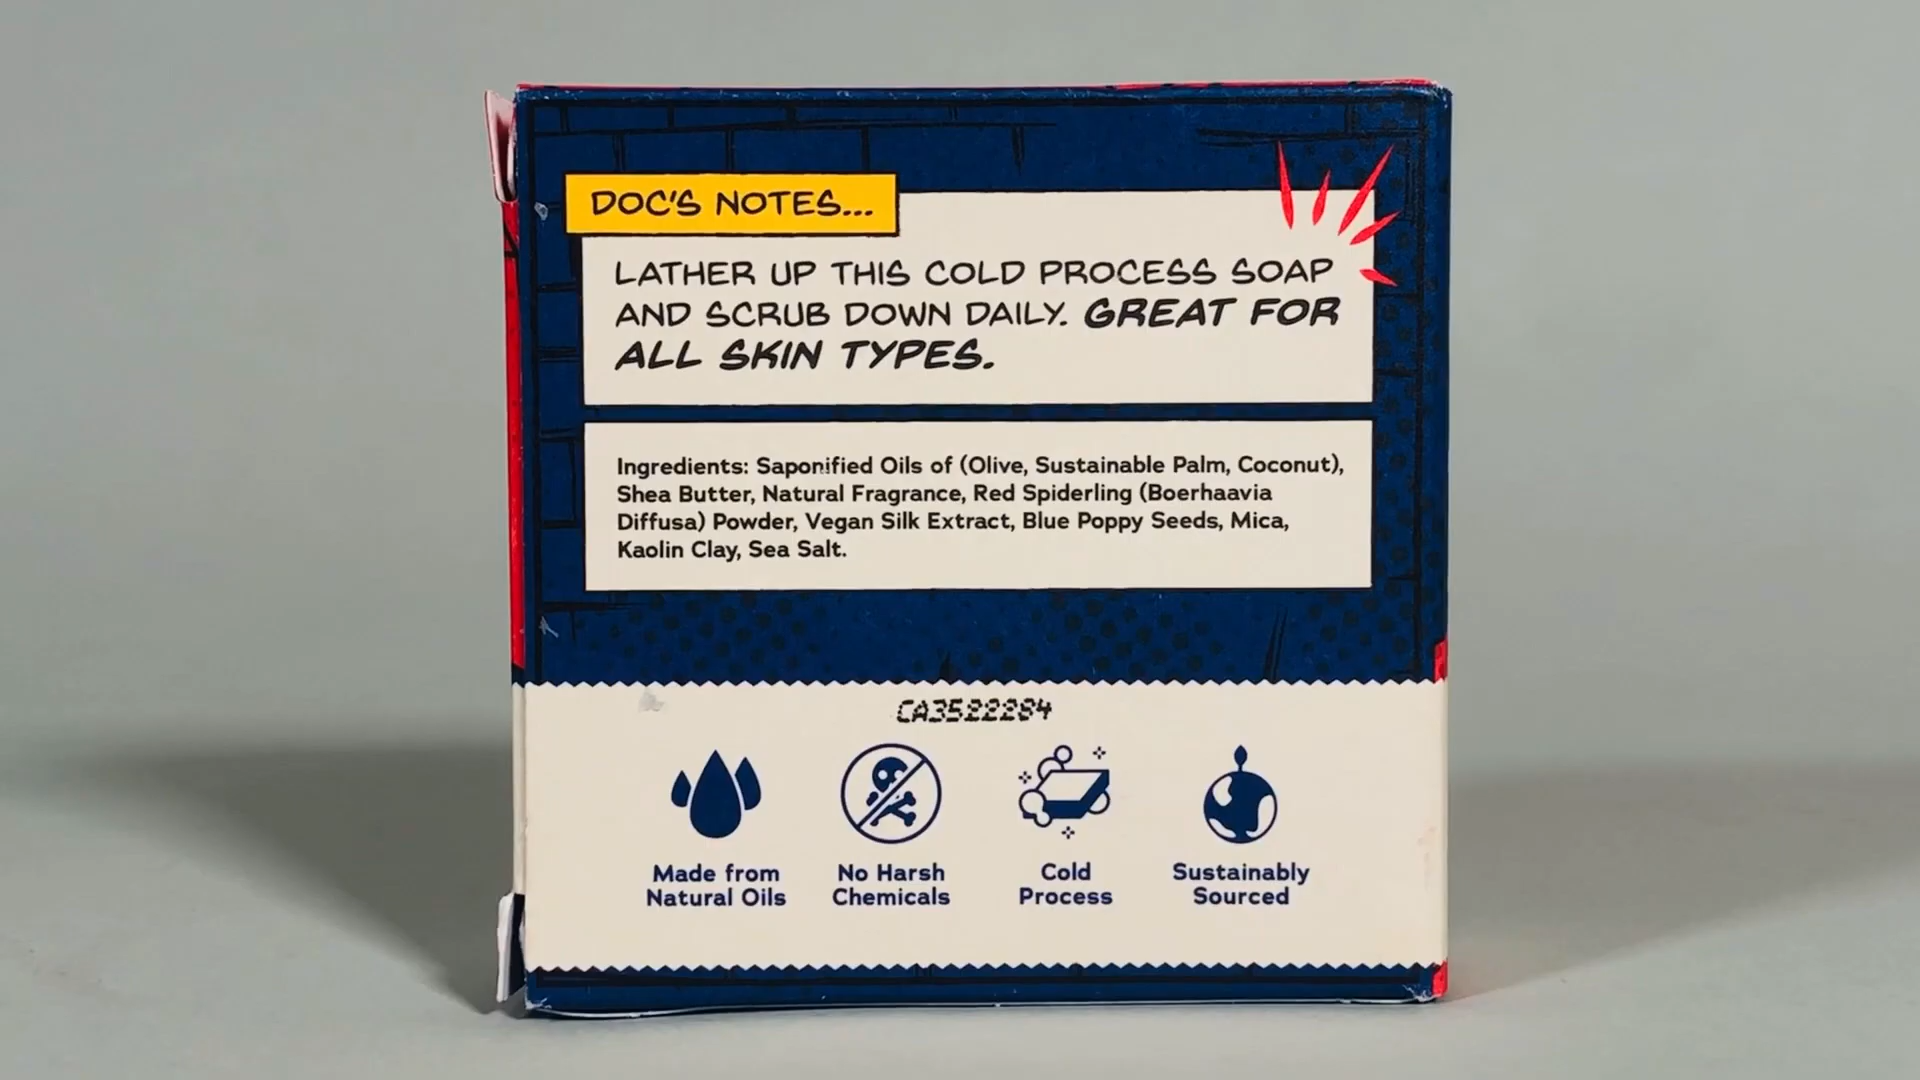 DOC'S NOTES...
LATHER UP THIS COLD PROCESS SOAP
AND SCRUB DOWN DAILY. GREAT FOR
ALL SKIN TYPES.
Ingredients: Saponified Oils of (Olive, Sustainable Palm, Coconut),
Shea Butter, Natural Fragrance, Red Spiderling (Boerhaavia
Diffusa) Powder, Vegan Silk Extract, Blue Poppy Seeds, Mica,
Kaolin Clay, Sea Salt.
CA3522284
Made from
Natural Oils
No Harsh
Chemicals
Cold
Process
Sustainably
Sourced